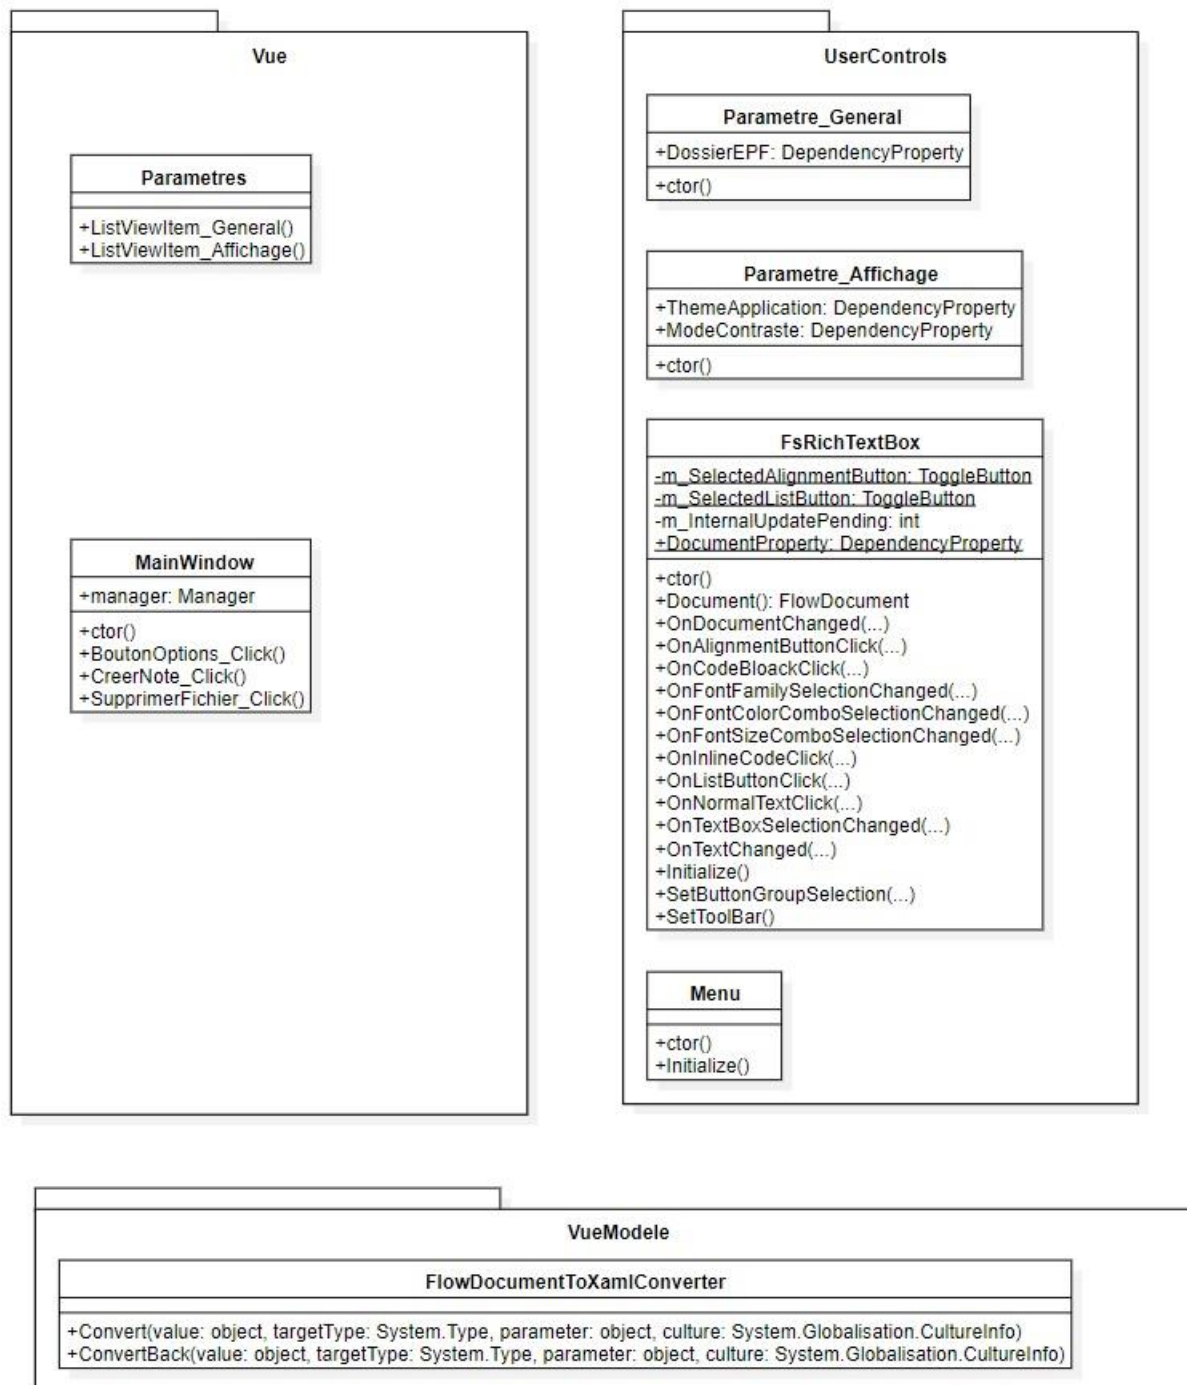 Vue
Parametres
+ListViewItem_General()
+ListViewItem_Affichage()
MainWindow
+manager: Manager
+ctor()
+BoutonOptions_Click()
+CreerNote_Click()
+SupprimerFichier_Click()
UserControls
Parametre_General
+DossierEPF: DependencyProperty
+ctor()
Parametre_Affichage
+ThemeApplication: DependencyProperty
+ModeContraste: DependencyProperty
+ctor()
FsRichTextBox
-m_SelectedAlignmentButton: ToggleButton
-m_SelectedListButton: ToggleButton
-m_InternalUpdatePending: int
+DocumentProperty: DependencyProperty
+ctor()
+Document(): FlowDocument
+OnDocumentChanged(...)
+OnAlignmentButtonClick(...)
+OnCodeBloackClick(...)
+OnFontFamilySelectionChanged(...)
+OnFontColorComboSelectionChanged(...)
+OnFontSizeComboSelectionChanged(...)
+OnInlineCodeClick(...)
+OnListButtonClick(...)
+OnNormalTextClick(...)
+OnTextBoxSelectionChanged(...)
+OnTextChanged(...)
+Initialize()
+SetButtonGroupSelection(...)
+SetToolBar()
Menu
+ctor()
+Initialize()
VueModele
FlowDocumentToXamlConverter
+Convert(value: object, targetType: System.Type, parameter: object, culture: System.Globalisation.CultureInfo)
+ConvertBack(value: object, targetType: System.Type, parameter: object, culture: System.Globalisation.CultureInfo)